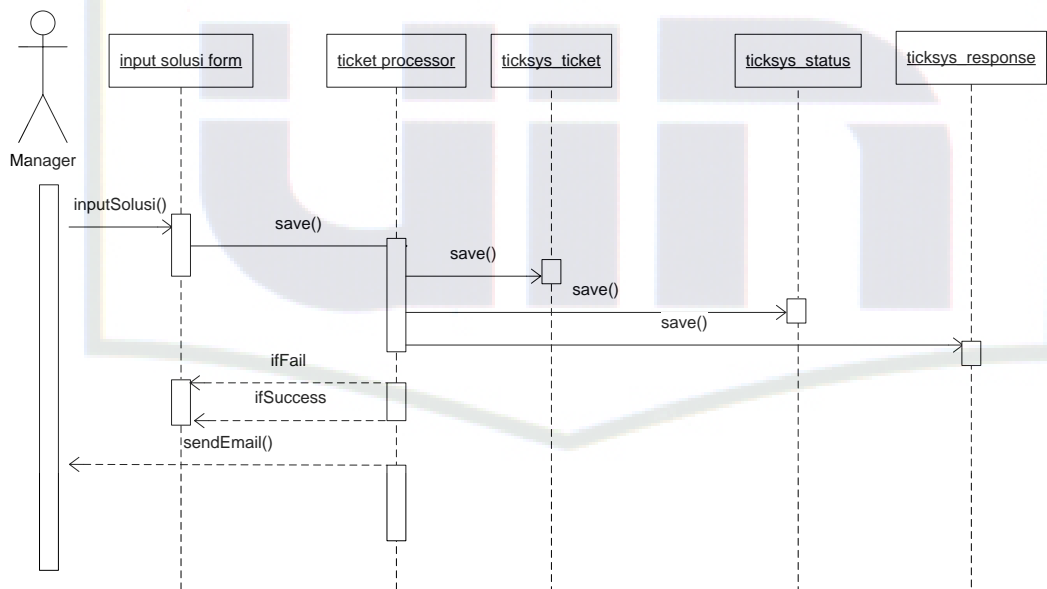 input solusi form
ticket processor
ticksys_ticket
ticksys_status
ticksys_response
Manager
inputSolusi()
save()
save()
save()
save()
ifFail
ifSuccess
sendEmail()